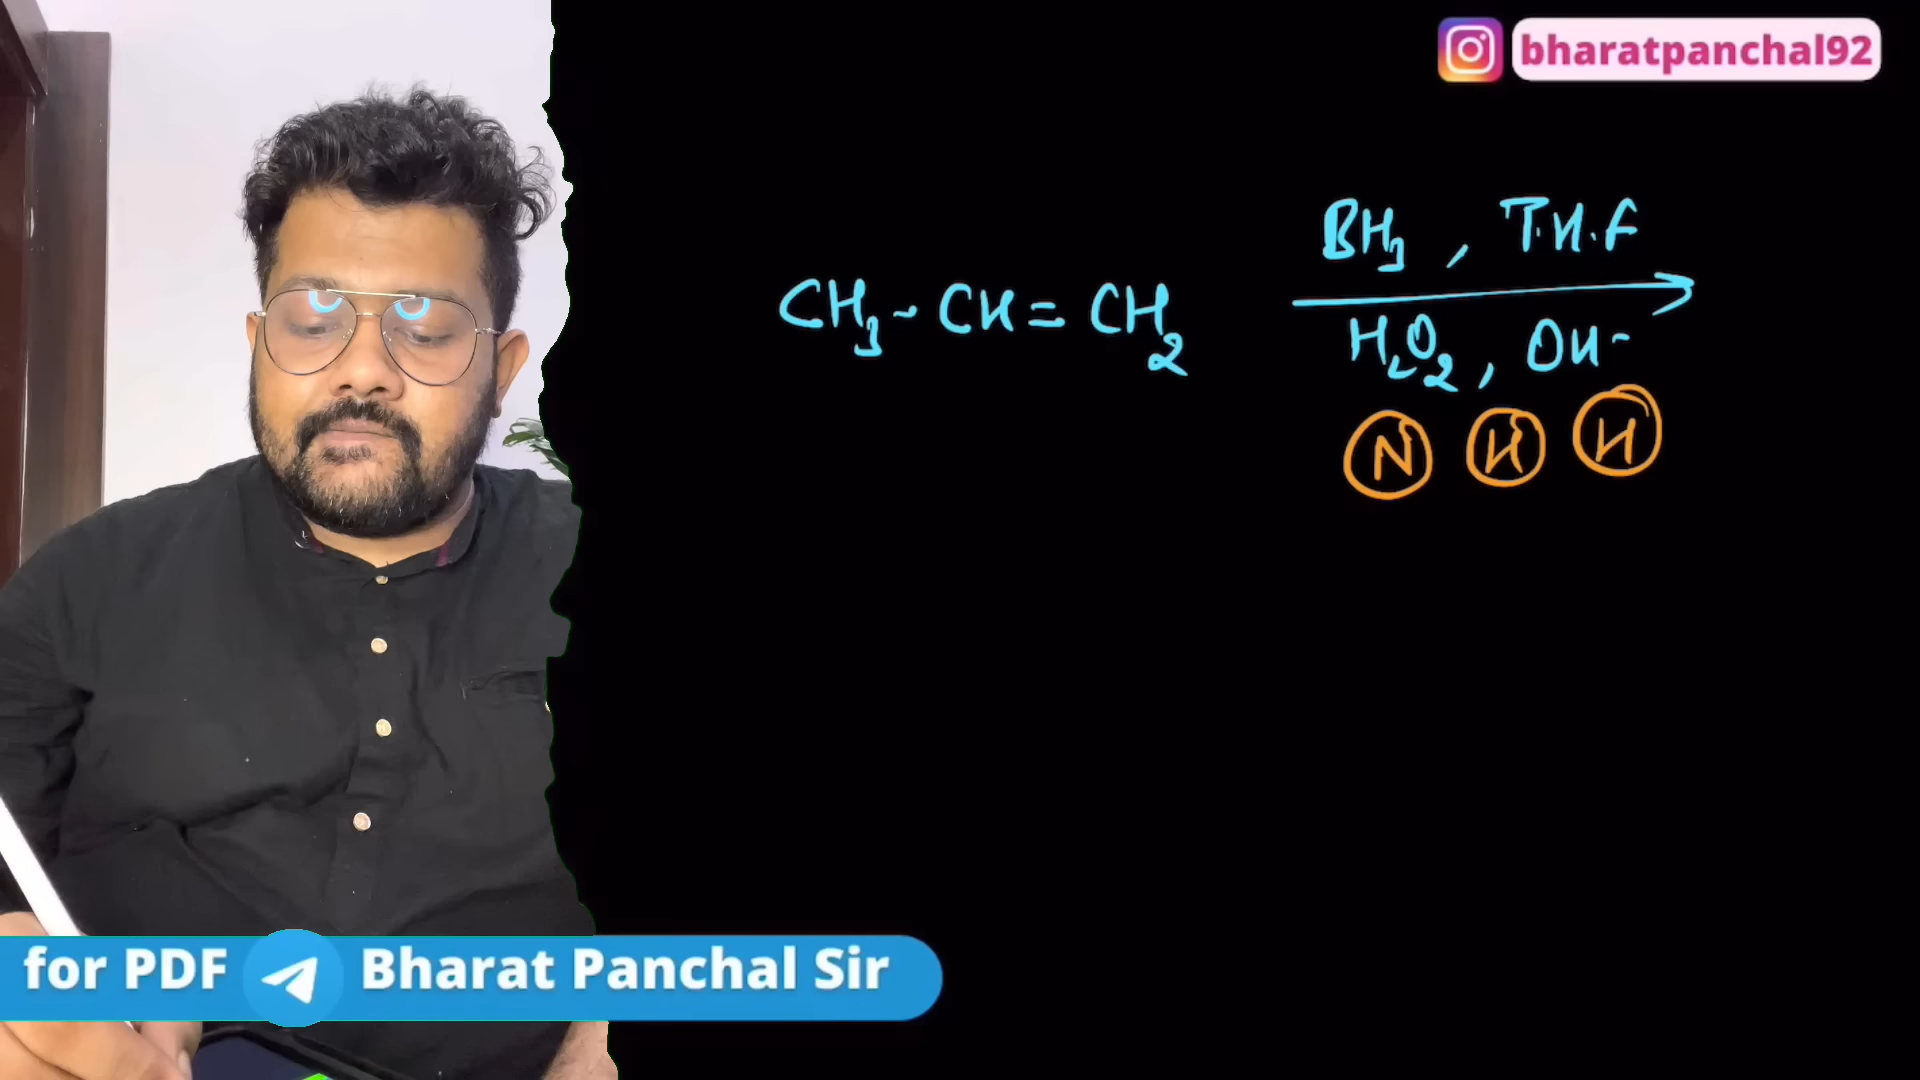 bharatpanchal92
BH₃ , T.H.F
CH₃-CH=CH₂
H₂O₂, OH-
N H H
for PDF Bharat Panchal Sir